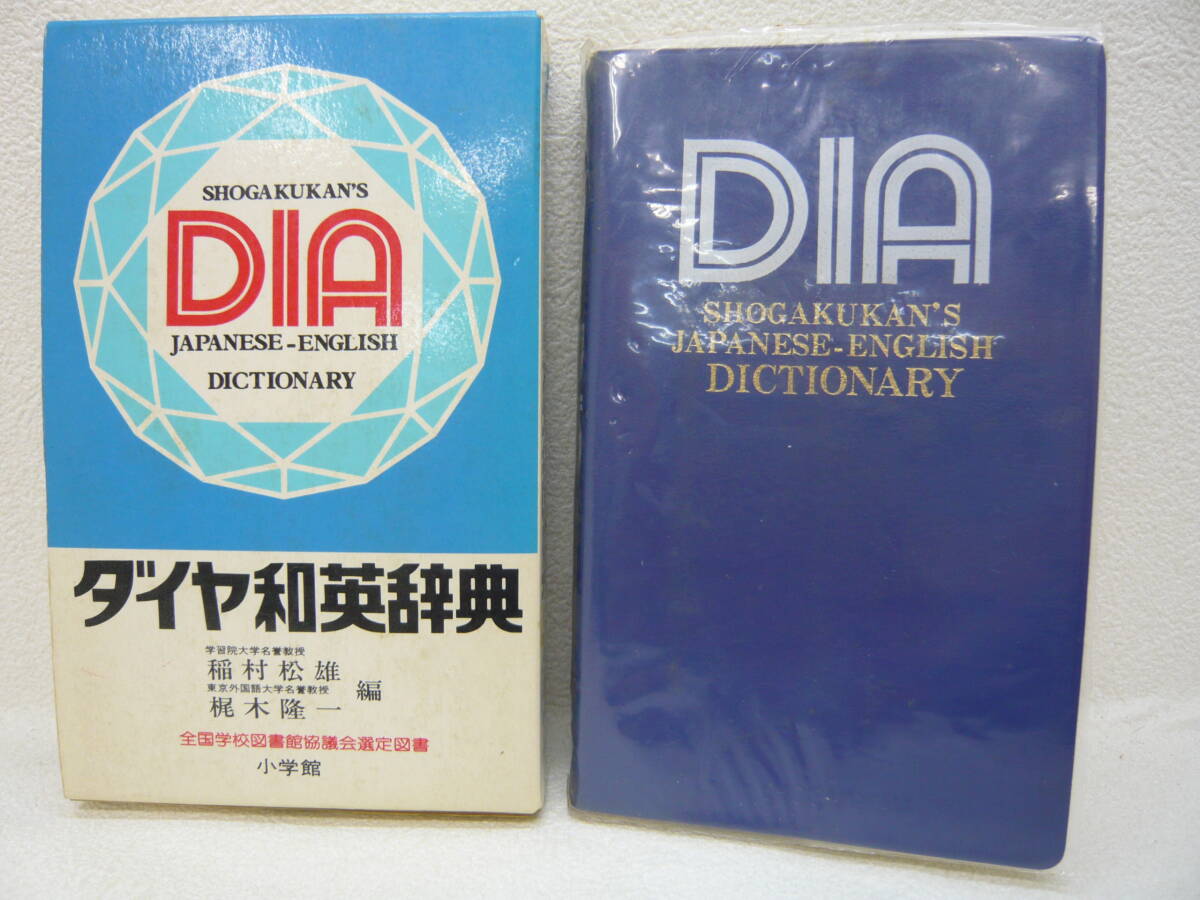 SHOGAKUKAN'S
DIA
JAPANESE-ENGLISH
DICTIONARY
ダイヤ和英辞典
学習院大学名誉教授
稲村松雄
東京外国語大学名誉教授
梶木隆一
編
全国学校図書館協議会選定図書
小学館
DIA
SHOGAKUKAN'S
JAPANESE-ENGLISH
DICTIONARY